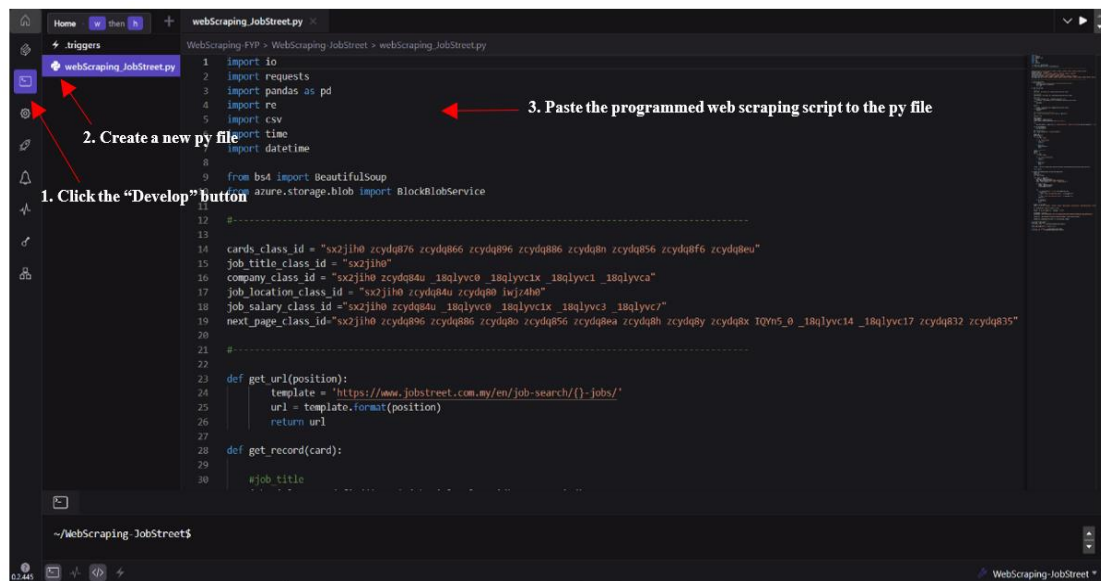 Home w then h
webScraping_JobStreet.py
.triggers
webScraping_JobStreet.py
WebScraping-FYP > WebScraping-JobStreet > webScraping_JobStreet.py
1 import io
2 import requests
3 import pandas as pd
4 import re
5 import csv
import time
import datetime
8
9 from bs4 import BeautifulSoup
from azure.storage.blob import BlockBlobService
11
12 #---------------------------------------------------------------
13
14 cards_class_id = "sx2jih0 zcydq876 zcydq866 zcydq896 zcydq886 zcydq8n zcydq856 zcydq8f6 zcydq8eu"
15 job_title_class_id = "sx2jih0"
16 company_class_id = "sx2jih0 zcydq84u _18qlyvc0 _18qlyvc1x _18qlyvc1 _18qlyvca"
17 job_location_class_id = "sx2jih0 zcydq84u zcydq80 iwjz4h0"
18 job_salary_class_id ="sx2jih0 zcydq84u _18qlyvc0 _18qlyvc1x _18qlyvc3 _18qlyvc7"
19 next_page_class_id="sx2jih0 zcydq896 zcydq886 zcydq8o zcydq856 zcydq8ea zcydq8h zcydq8y zcydq8x IQYn5_0 _18qlyvc14 _18qlyvc17 zcydq832 zcydq835"
20
21 #---------------------------------------------------------------
22
23 def get_url(position):
24 template = 'https://www.jobstreet.com.my/en/job-search/{}-jobs/'
25 url = template.format(position)
26 return url
27
28 def get_record(card):
29
30 #job_title
3. Paste the programmed web scraping script to the py file
2. Create a new py file
1. Click the “Develop” button
~/WebScraping-JobStreet$
0.2.445
WebScraping-JobStreet